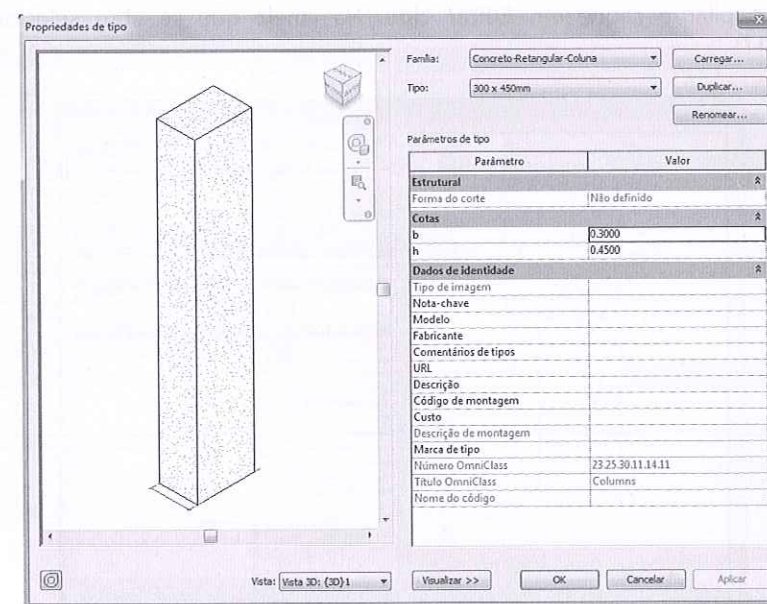 Propriedades de tipo
Família: Concreto-Retangular-Coluna Carregar...
Tipo: 300 x 450mm Duplicar...
Renomear...
Parâmetros de tipo
Parâmetro Valor
Estrutural
Forma do corte Não definido
Cotas
b 0.3000
h 0.4500
Dados de identidade
Tipo de imagem
Nota-chave
Modelo
Fabricante
Comentários de tipos
URL
Descrição
Código de montagem
Custo
Descrição de montagem
Marca de tipo
Número OmniClass 23.25.30.11.14.11
Título OmniClass Columns
Nome do código
Vista: Vista 3D: {3D}1 Visualizar >> OK Cancelar Aplicar